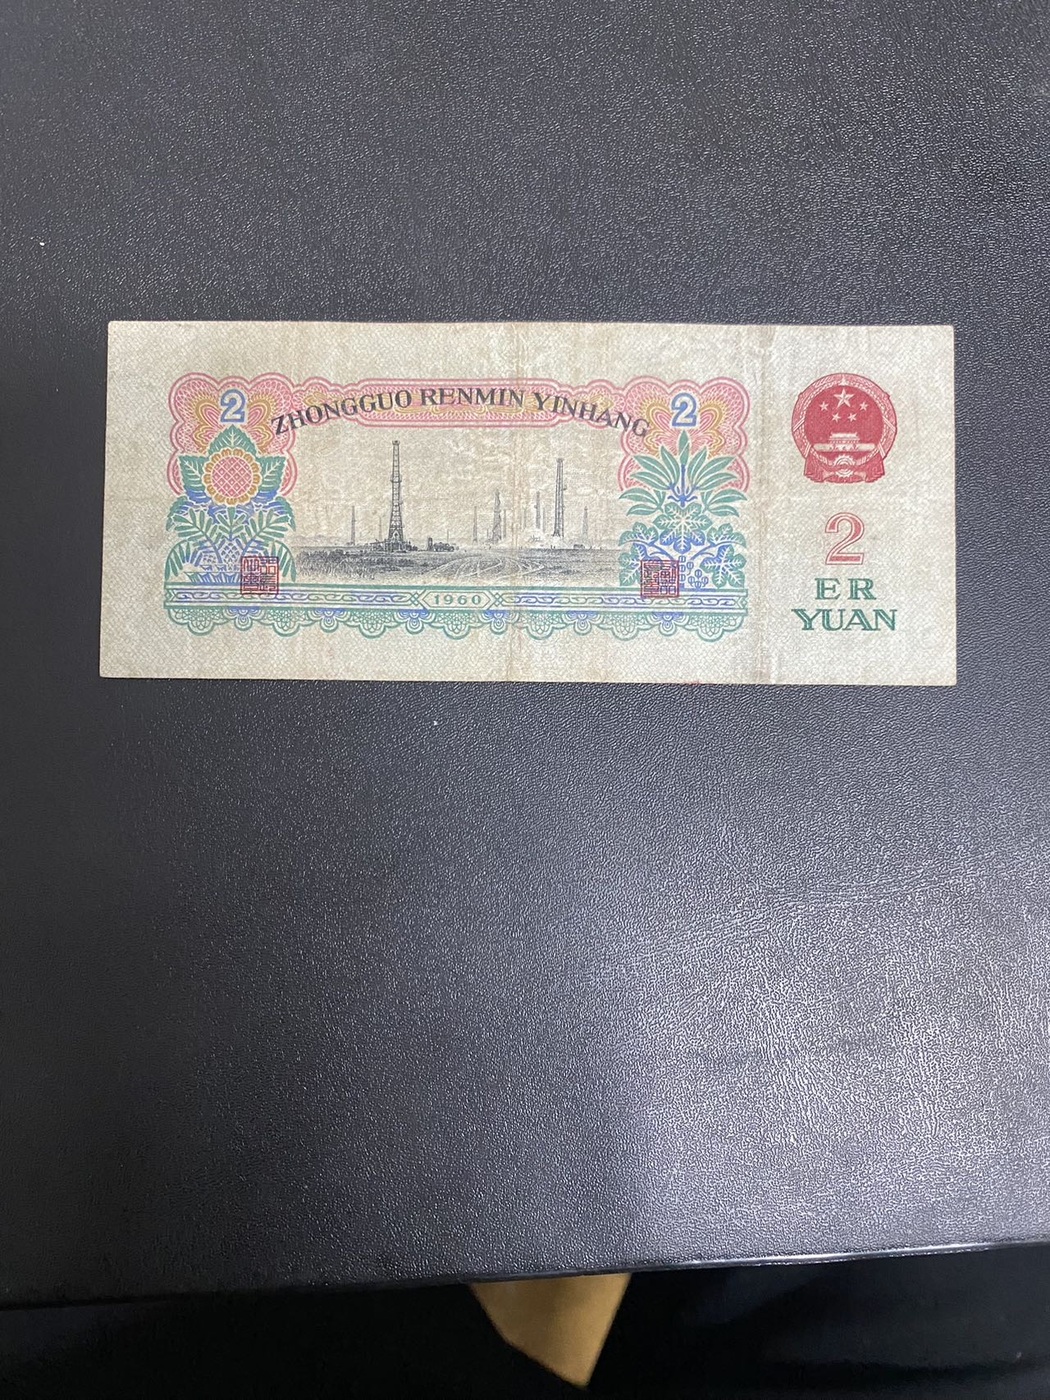 2
ZHONGGUO RENMIN YINHANG
2
1960
2
ER
YUAN